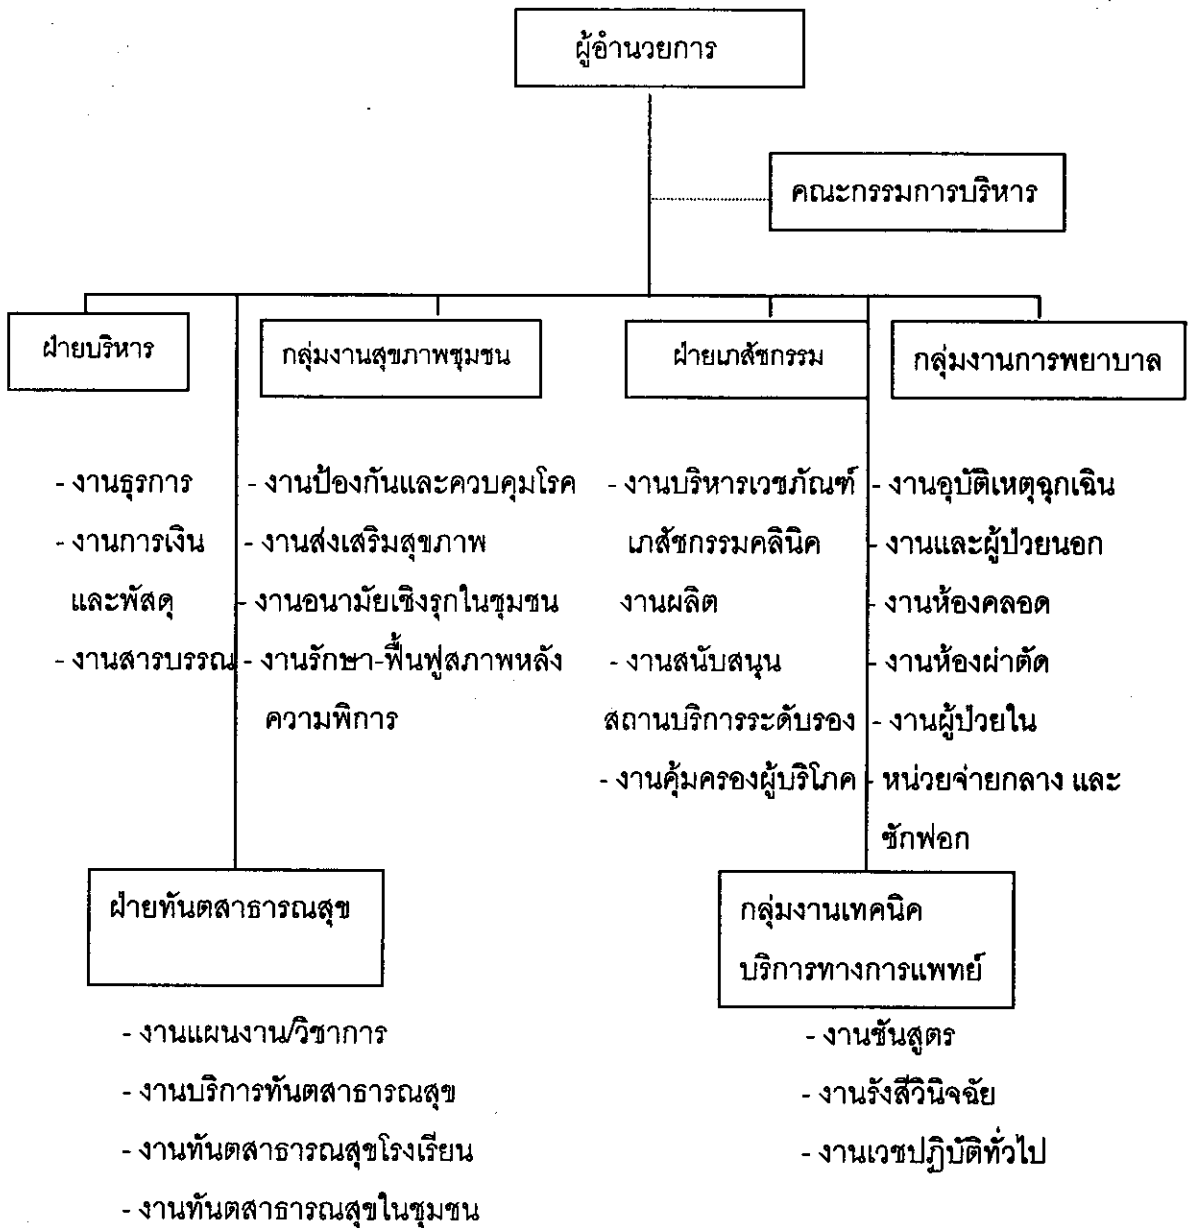 ผู้อำนวยการ
คณะกรรมการบริหาร
ฝ่ายบริหาร
- งานธุรการ
- งานการเงิน
และพัสดุ
- งานสารบรรณ
กลุ่มงานสุขภาพชุมชน
- งานป้องกันและควบคุมโรค
- งานส่งเสริมสุขภาพ
- งานอนามัยเชิงรุกในชุมชน
- งานรักษา-ฟื้นฟูสภาพหลัง
ความพิการ
ฝ่ายเภสัชกรรม
- งานบริหารเวชภัณฑ์
เภสัชกรรมคลินิค
งานผลิต
- งานสนับสนุน
สถานบริการระดับรอง
- งานคุ้มครองผู้บริโภค
กลุ่มงานการพยาบาล
- งานอุบัติเหตุฉุกเฉิน
- งานและผู้ป่วยนอก
- งานห้องคลอด
- งานห้องผ่าตัด
- งานผู้ป่วยใน
- หน่วยจ่ายกลาง และ
ซักฟอก
ฝ่ายทันตสาธารณสุข
- งานแผนงาน/วิชาการ
- งานบริการทันตสาธารณสุข
- งานทันตสาธารณสุขโรงเรียน
- งานทันตสาธารณสุขในชุมชน
กลุ่มงานเทคนิค
บริการทางการแพทย์
- งานชันสูตร
- งานรังสีวินิจฉัย
- งานเวชปฏิบัติทั่วไป